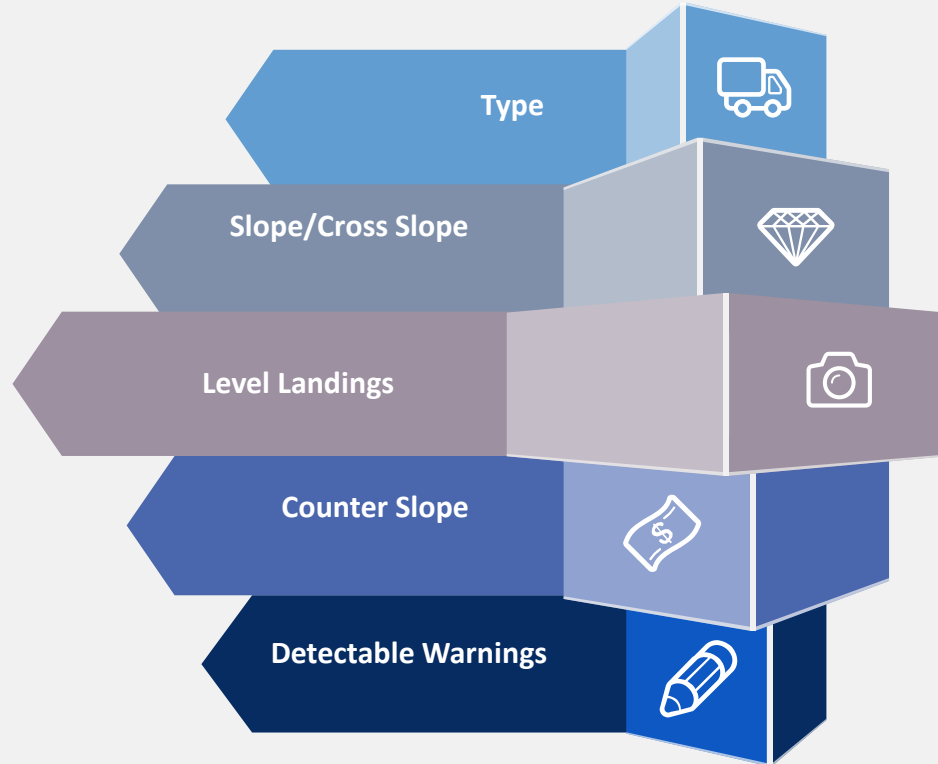 Type
Slope/Cross Slope
Level Landings
Counter Slope
$
Detectable Warnings